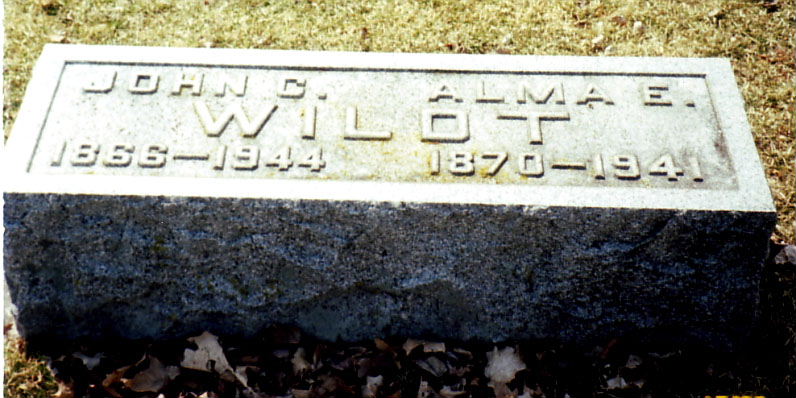 JOHN C. ALMA E.
WILDT
1866-1944 1870-1941